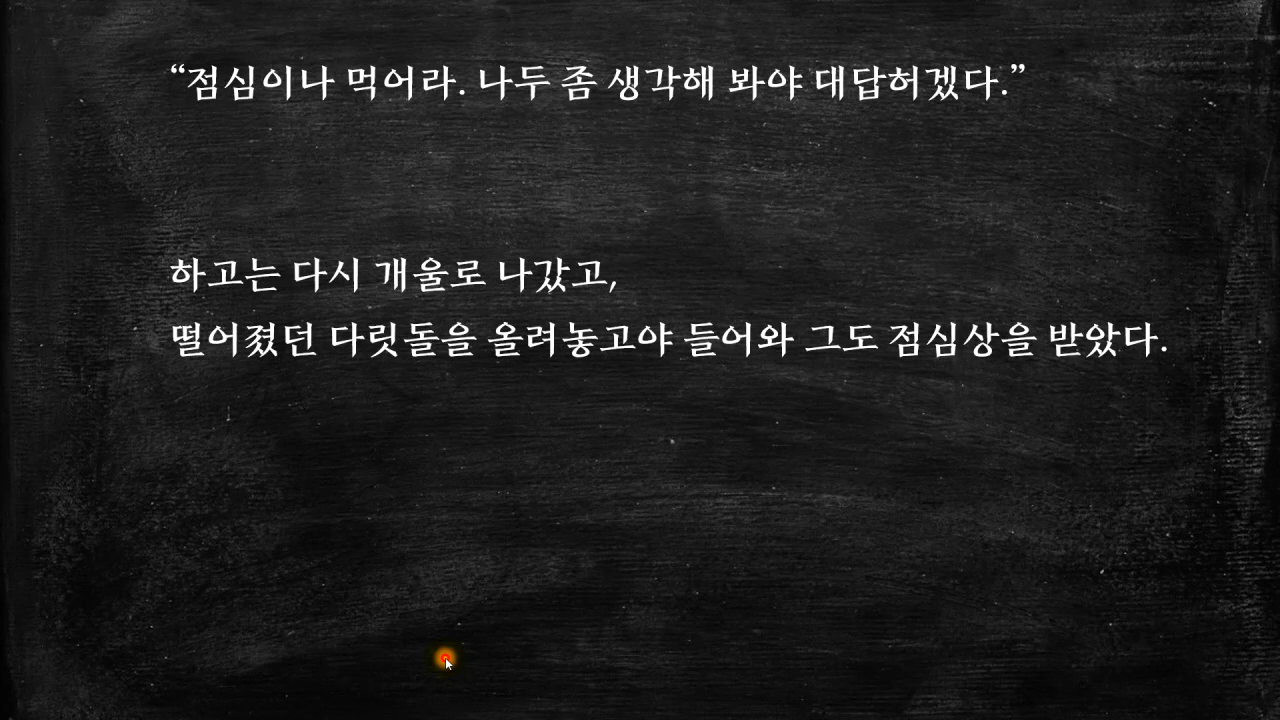 “점심이나 먹어라. 나두 좀 생각해 봐야 대답허겠다.”
하고는 다시 개울로 나갔고,
떨어졌던 다릿돌을 올려놓고야 들어와 그도 점심상을 받았다.